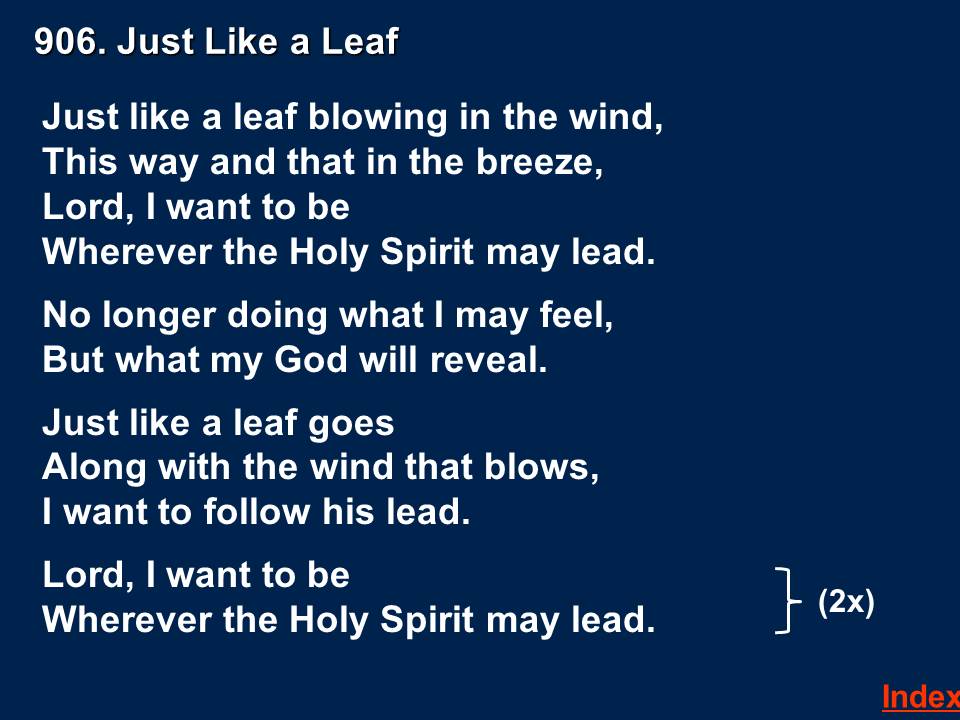 906. Just Like a Leaf
Just like a leaf blowing in the wind,
This way and that in the breeze,
Lord, I want to be
Wherever the Holy Spirit may lead.
No longer doing what I may feel,
But what my God will reveal.
Just like a leaf goes
Along with the wind that blows,
I want to follow his lead.
Lord, I want to be
Wherever the Holy Spirit may lead.
(2x)
Index